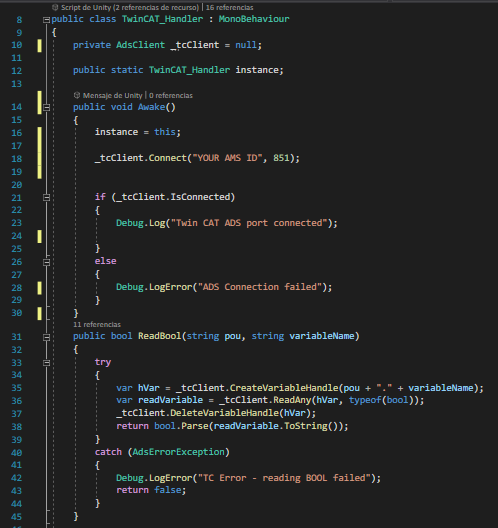 Script de Unity (2 referencias de recurso) | 16 referencias
8 public class TwinCAT_Handler : MonoBehaviour
9 {
10 private AdsClient _tcClient = null;
11
12 public static TwinCAT_Handler instance;
13
Mensaje de Unity | 0 referencias
14 public void Awake()
15 {
16 instance = this;
17
18 _tcClient.Connect("YOUR AMS ID", 851);
19
20
21 if (_tcClient.IsConnected)
22 {
23 Debug.Log("Twin CAT ADS port connected");
24
25 }
26 else
27 {
28 Debug.LogError("ADS Connection failed");
29 }
30 }
11 referencias
31 public bool ReadBool(string pou, string variableName)
32 {
33 try
34 {
35 var hVar = _tcClient.CreateVariableHandle(pou + "." + variableName);
36 var readVariable = _tcClient.ReadAny(hVar, typeof(bool));
37 _tcClient.DeleteVariableHandle(hVar);
38 return bool.Parse(readVariable.ToString());
39 }
40 catch (AdsErrorException)
41 {
42 Debug.LogError("TC Error - reading BOOL failed");
43 return false;
44 }
45 }